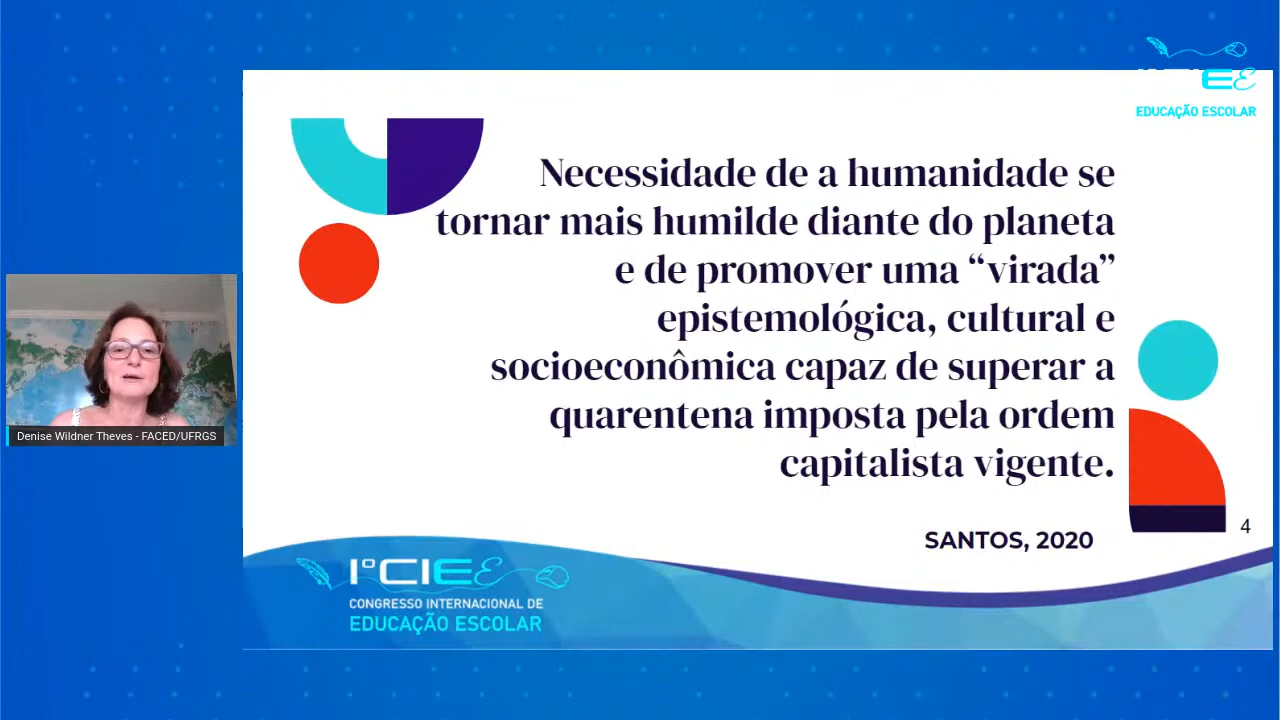 EDUCAÇÃO ESCOLAR
Necessidade de a humanidade se
tornar mais humilde diante do planeta
e de promover uma “virada”
epistemológica, cultural e
socioeconômica capaz de superar a
quarentena imposta pela ordem
capitalista vigente.
SANTOS, 2020
4
Denise Wildner Theves - FACED/UFRGS
IºCIEE
CONGRESSO INTERNACIONAL DE
EDUCAÇÃO ESCOLAR